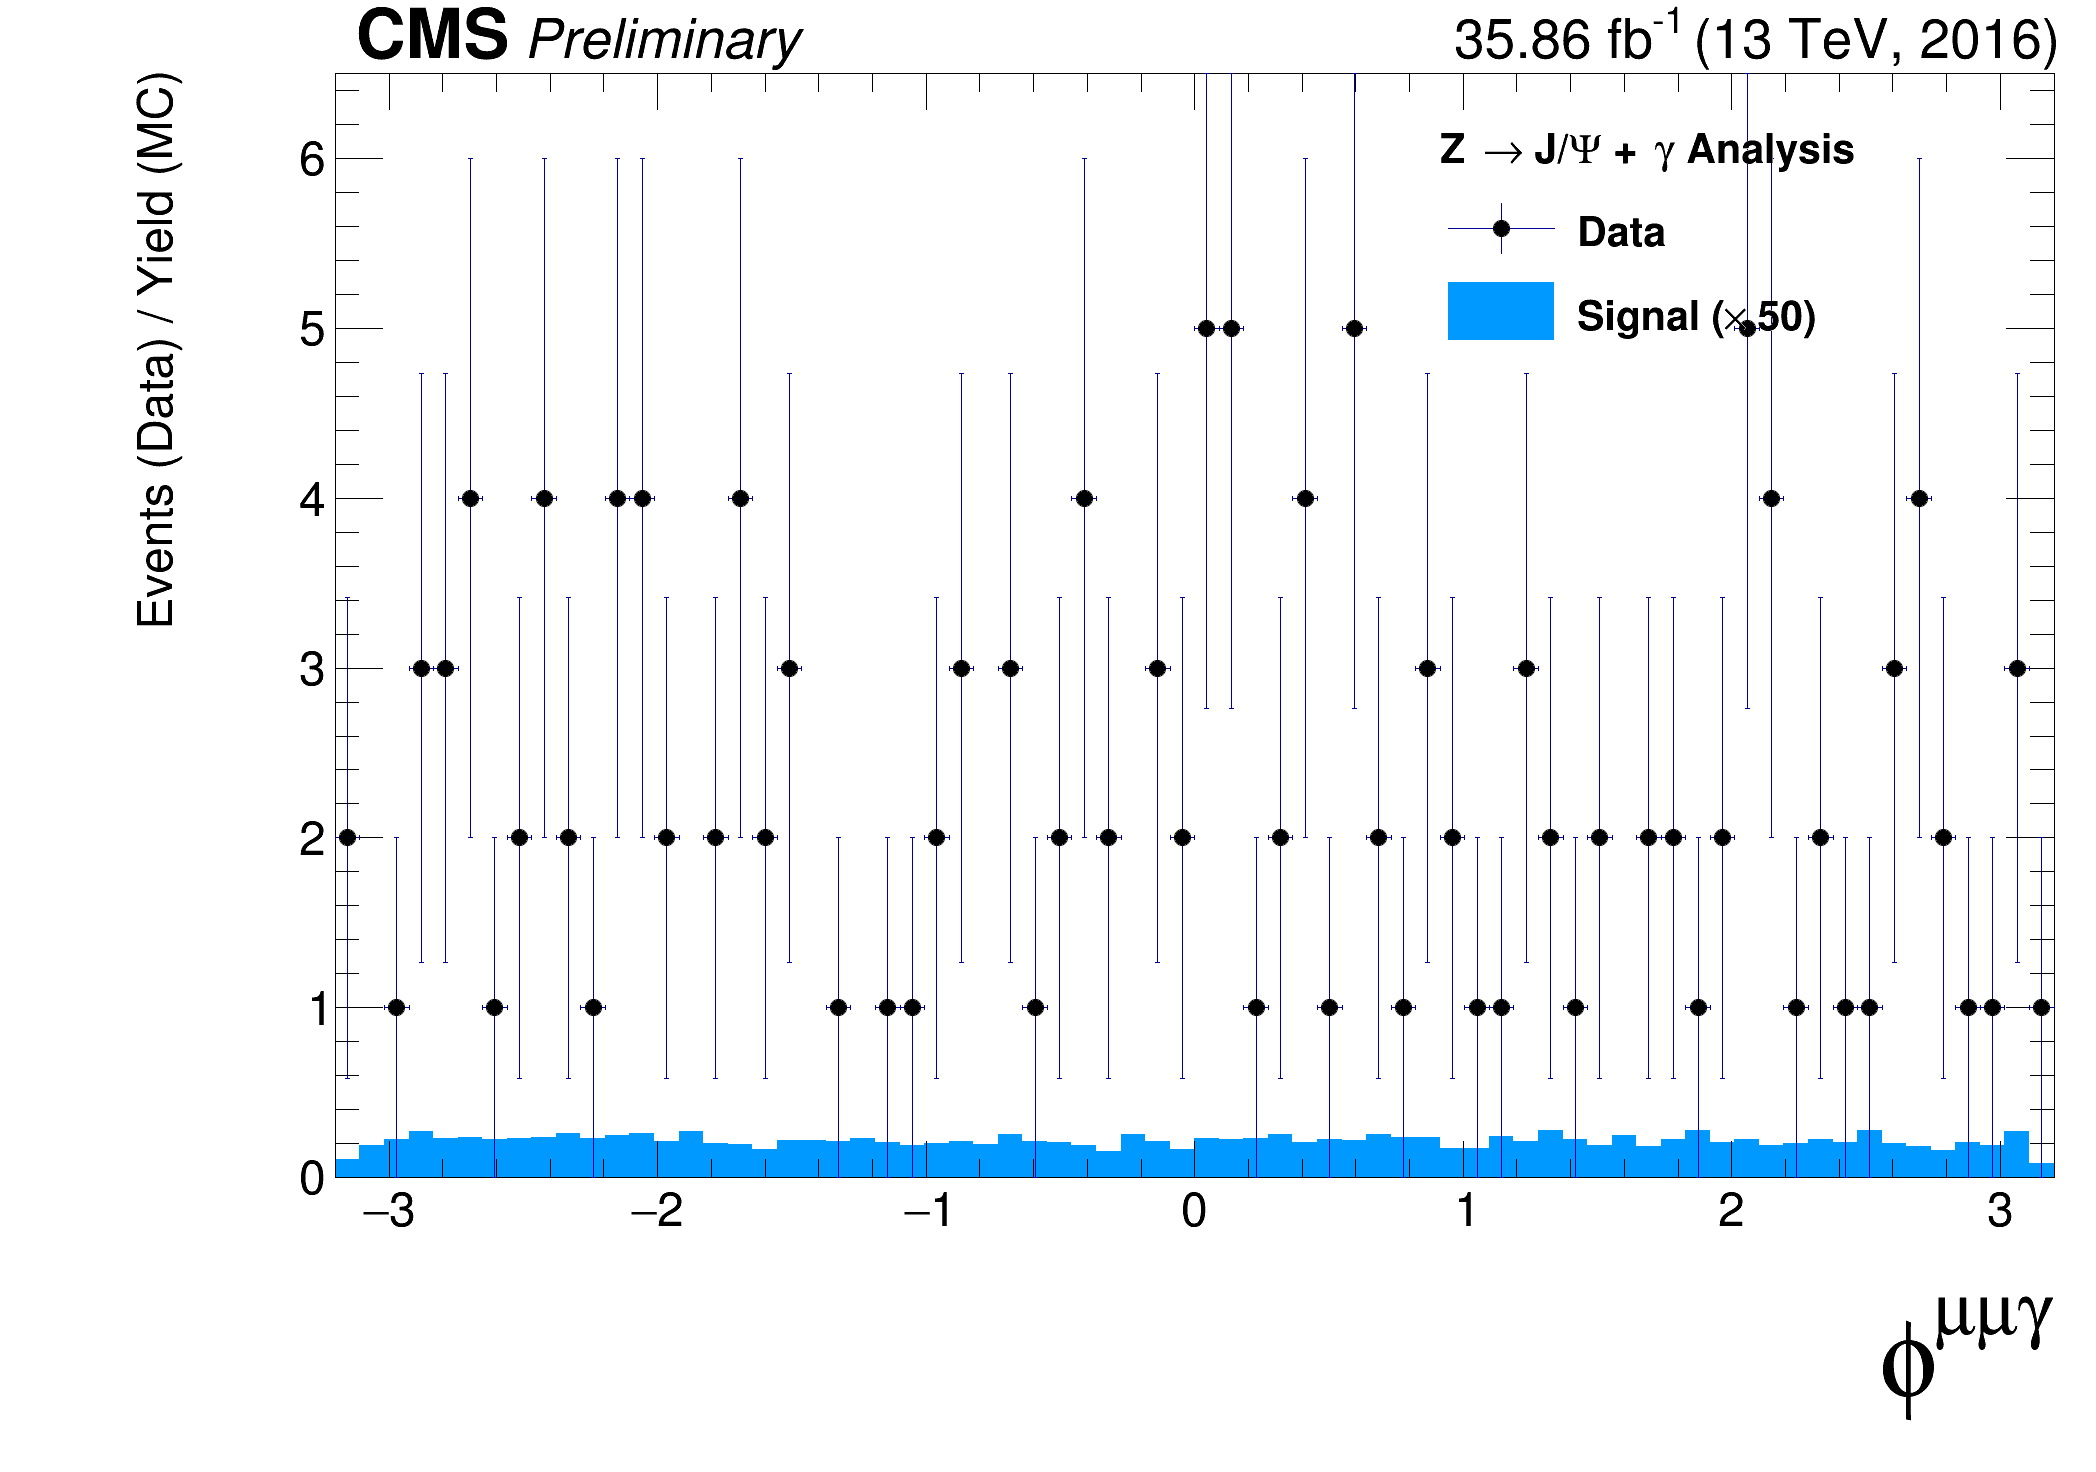 CMS Preliminary 35.86 fb⁻¹ (13 TeV, 2016)
Events (Data) / Yield (MC)
Z → J/Ψ + γ Analysis
Data
Signal (× 50)
6
5
4
3
2
1
0
−3 −2 −1 0 1 2 3
ϕ^μμγ